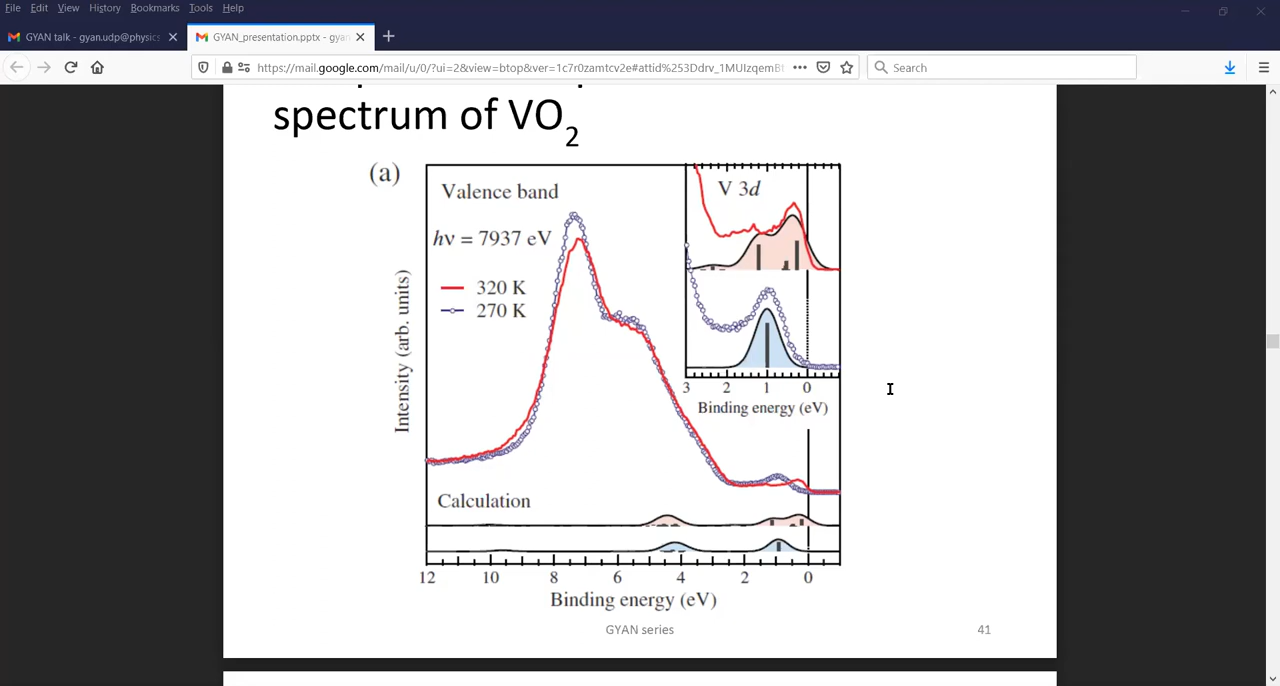 File Edit View History Bookmarks Tools Help
GYAN talk - gyan.udp@physics
GYAN_presentation.pptx - gyan
https://mail.google.com/mail/u/0/?ui=2&view=btop&ver=1c7r0zamtcv2e#attid%253Ddrv_1MUIzqemBt
Search
spectrum of VO2
(a)
Valence band
hν = 7937 eV
320 K
270 K
V 3d
3 2 1 0
Binding energy (eV)
Intensity (arb. units)
Calculation
12 10 8 6 4 2 0
Binding energy (eV)
GYAN series
41